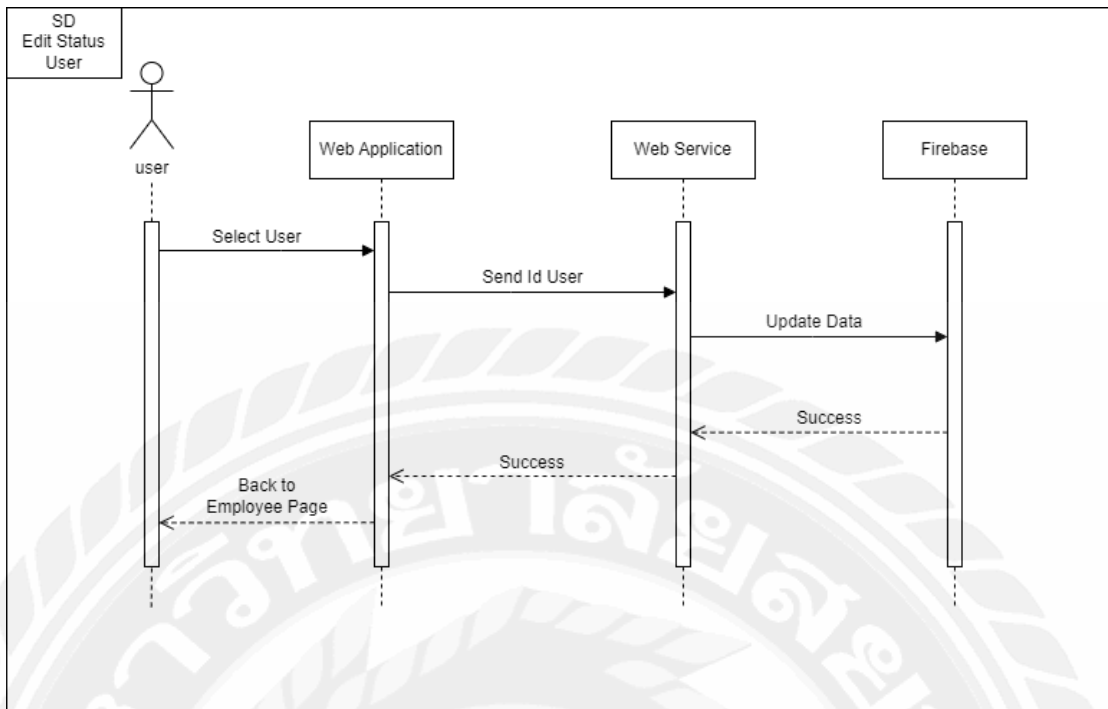 SD
Edit Status
User
user
Web Application
Web Service
Firebase
Select User
Send Id User
Update Data
Success
Success
Back to
Employee Page